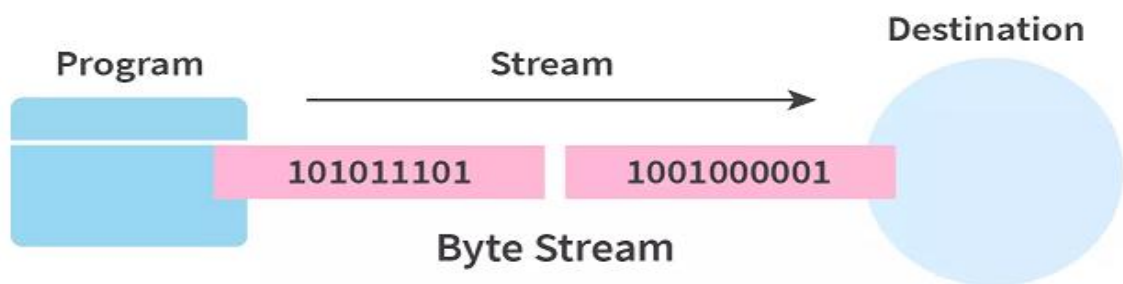 Destination
Program
Stream
101011101
1001000001
Byte Stream